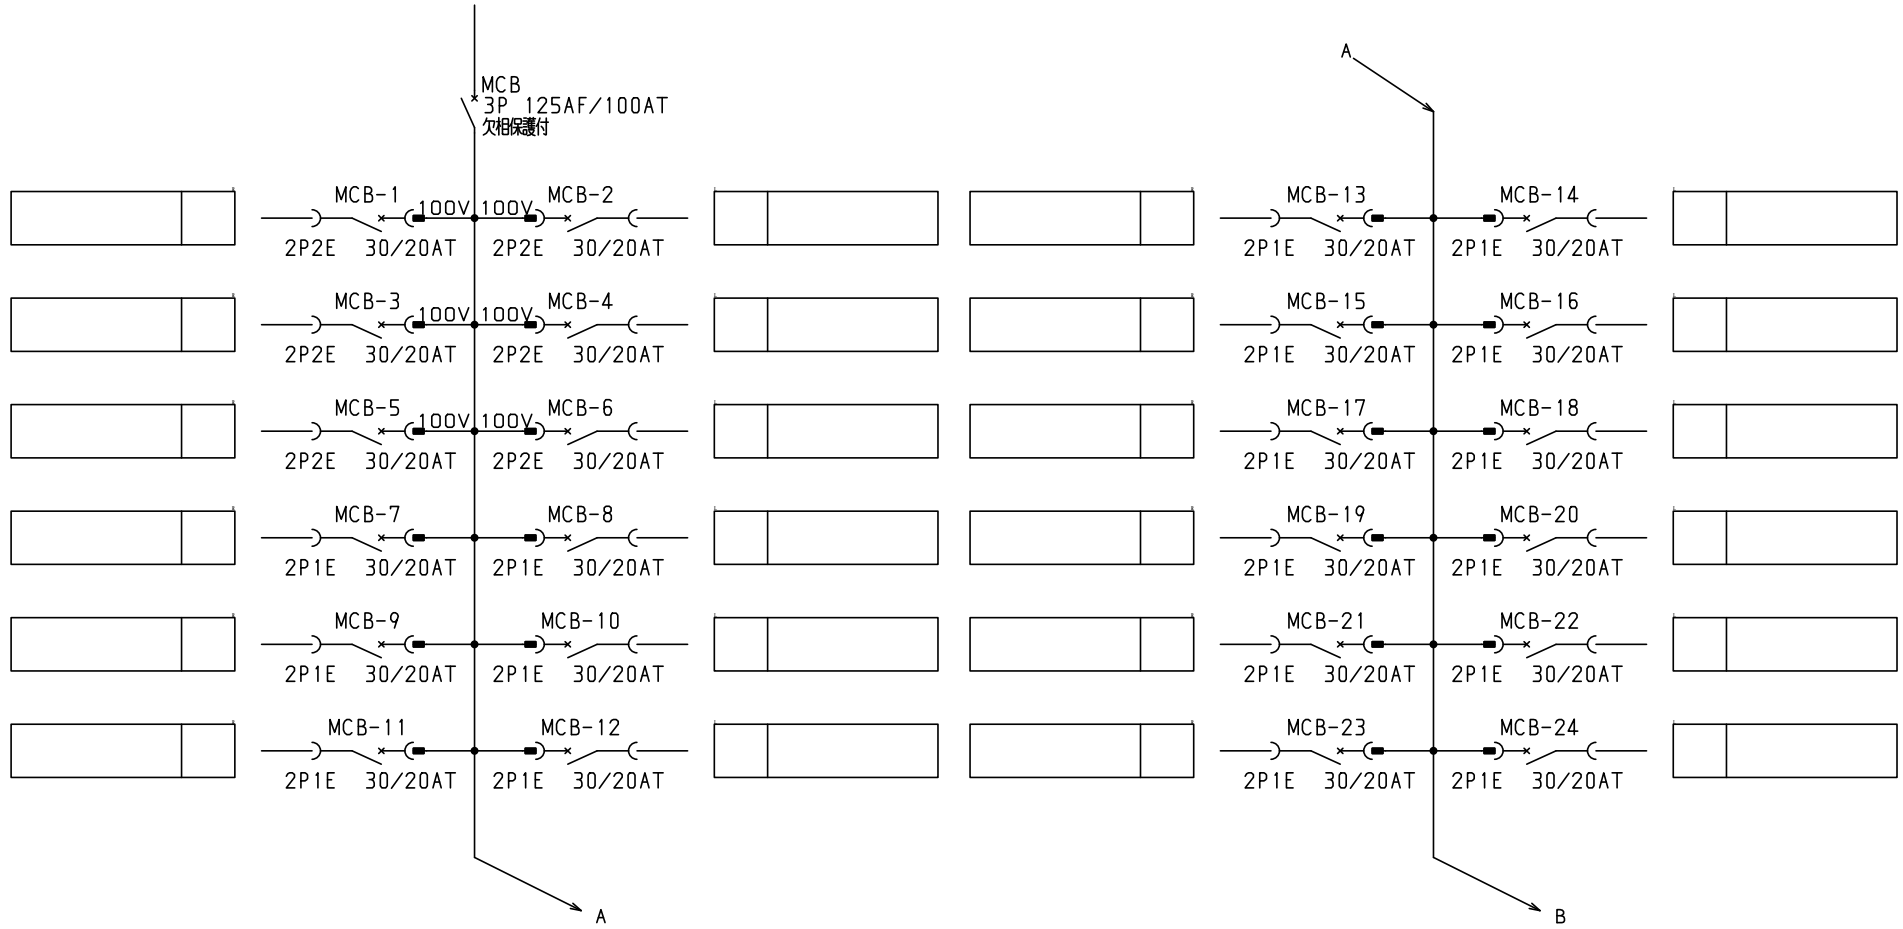 MCB
3P 125AF/100AT
欠相保護付
MCB-1 100V 100V MCB-2
2P2E 30/20AT 2P2E 30/20AT
MCB-3 100V 100V MCB-4
2P2E 30/20AT 2P2E 30/20AT
MCB-5 100V 100V MCB-6
2P2E 30/20AT 2P2E 30/20AT
MCB-7 MCB-8
2P1E 30/20AT 2P1E 30/20AT
MCB-9 MCB-10
2P1E 30/20AT 2P1E 30/20AT
MCB-11 MCB-12
2P1E 30/20AT 2P1E 30/20AT
A
A
MCB-13 MCB-14
2P1E 30/20AT 2P1E 30/20AT
MCB-15 MCB-16
2P1E 30/20AT 2P1E 30/20AT
MCB-17 MCB-18
2P1E 30/20AT 2P1E 30/20AT
MCB-19 MCB-20
2P1E 30/20AT 2P1E 30/20AT
MCB-21 MCB-22
2P1E 30/20AT 2P1E 30/20AT
MCB-23 MCB-24
2P1E 30/20AT 2P1E 30/20AT
B